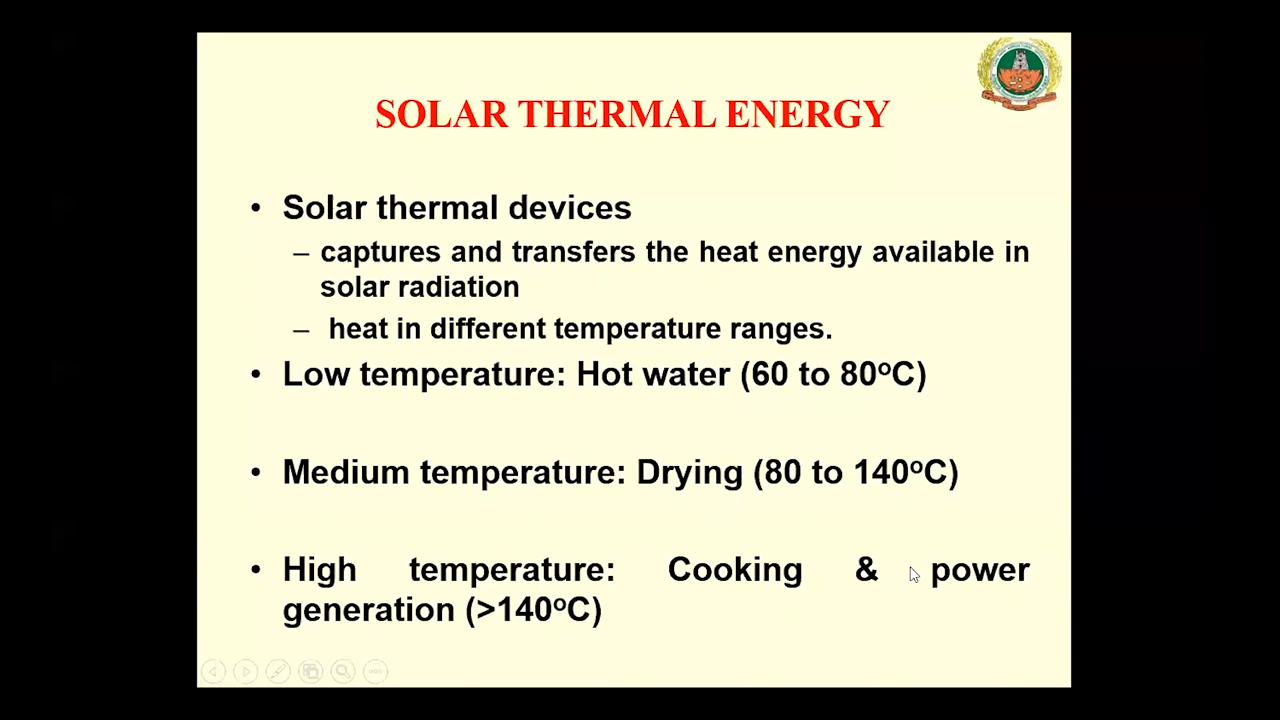 SOLAR THERMAL ENERGY
• Solar thermal devices
– captures and transfers the heat energy available in
solar radiation
– heat in different temperature ranges.
• Low temperature: Hot water (60 to 80ºC)
• Medium temperature: Drying (80 to 140ºC)
• High temperature: Cooking & power
generation (>140ºC)